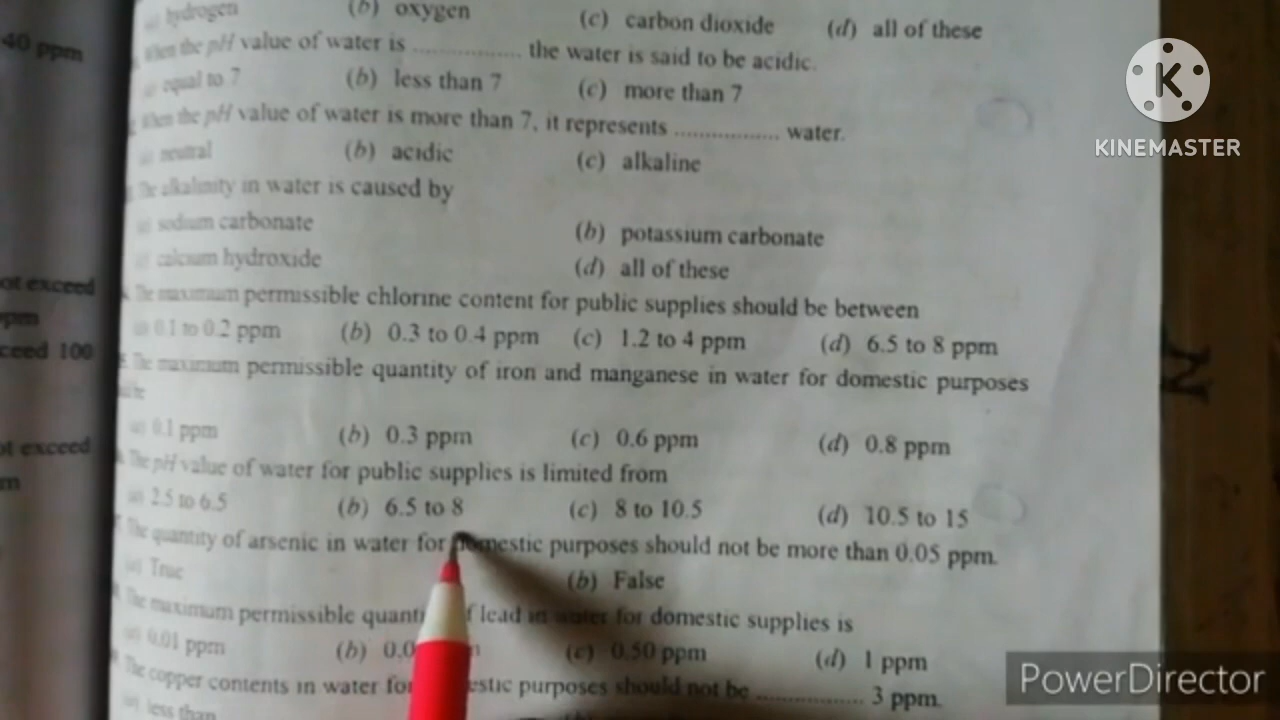 40 ppm
ot exceed
ppm
ceed 100
ot exceed
m
hydrogen (b) oxygen (c) carbon dioxide (d) all of these
When the pH value of water is ................ the water is said to be acidic.
equal to 7 (b) less than 7 (c) more than 7
When the pH value of water is more than 7, it represents ................ water.
neutral (b) acidic (c) alkaline
The alkalinity in water is caused by
sodium carbonate (b) potassium carbonate
calcium hydroxide (d) all of these
The maximum permissible chlorine content for public supplies should be between
0.1 to 0.2 ppm (b) 0.3 to 0.4 ppm (c) 1.2 to 4 ppm (d) 6.5 to 8 ppm
The maximum permissible quantity of iron and manganese in water for domestic purposes
0.1 ppm (b) 0.3 ppm (c) 0.6 ppm (d) 0.8 ppm
The pH value of water for public supplies is limited from
(a) 2.5 to 6.5 (b) 6.5 to 8 (c) 8 to 10.5 (d) 10.5 to 15
The quantity of arsenic in water for domestic purposes should not be more than 0.05 ppm.
(a) True (b) False
The maximum permissible quanti f lead in water for domestic supplies is
(a) 0.01 ppm (b) 0.0 (c) 0.50 ppm (d) 1 ppm
The copper contents in water for estic purposes should not be ................ 3 ppm.
(a) less than
K
KINEMASTER
N
PowerDirector